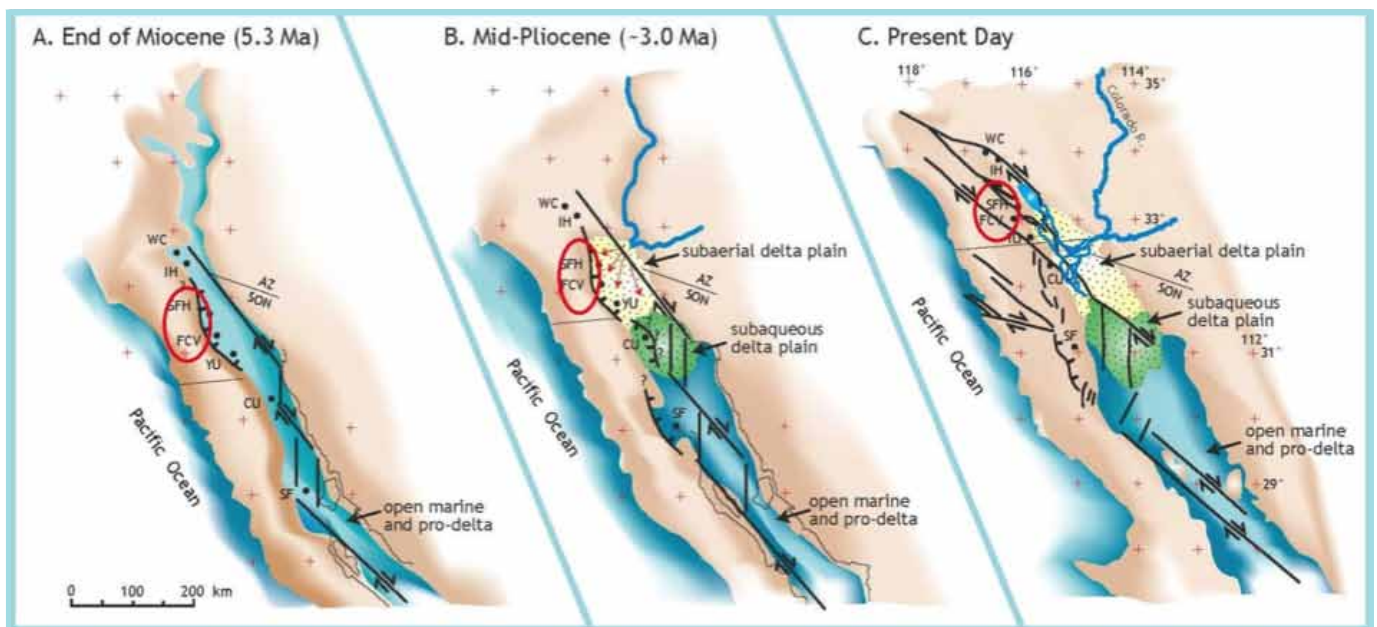 A. End of Miocene (5.3 Ma)
WC
IH
SFH
FCV
YU
CU
SF
AZ
SON
Pacific Ocean
open marine
and pro-delta
0 100 200 km
B. Mid-Pliocene (~3.0 Ma)
WC
IH
SFH
FCV
YU
CU
?
?
SF
AZ
SON
subaerial delta plain
subaqueous
delta plain
Pacific Ocean
open marine
and pro-delta
C. Present Day
118°
116°
114°
35°
Colorado R.
WC
IH
SFH
FCV
YU
CU
SF
33°
subaerial delta plain
AZ
SON
subaqueous
delta plain
112°
31°
Pacific Ocean
open marine
and pro-delta
29°